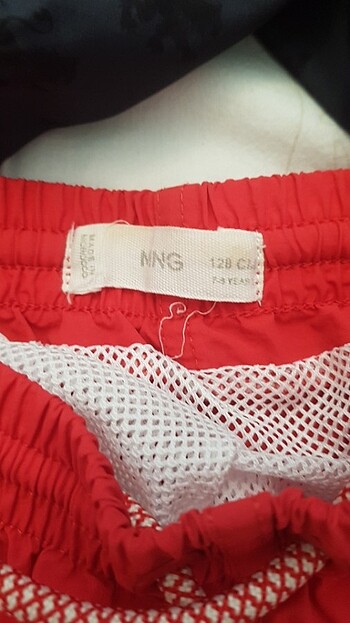 MADE IN
MOROCCO
MNG
128 CM
7-8 YEARS